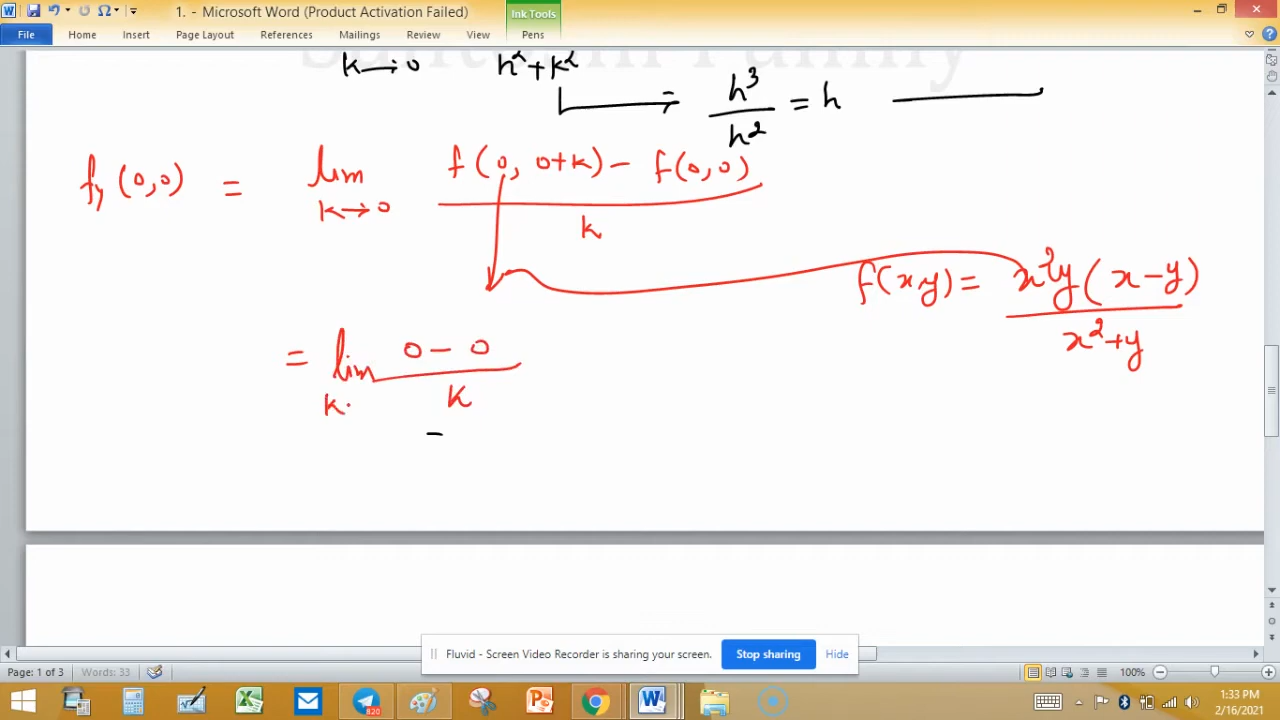 1. - Microsoft Word (Product Activation Failed)
Ink Tools
File Home Insert Page Layout References Mailings Review View Pens
k→0 h²+k²
h³/h² = h
fy(0,0) = lim k→0 (f(0, 0+k) - f(0,0))/k
f(x,y) = x²y(x-y)/x²+y
= lim k· (0 - 0)/k
=
Fluvid - Screen Video Recorder is sharing your screen. Stop sharing Hide
Page: 1 of 3 Words: 33 100%
820
1:33 PM
2/16/2021